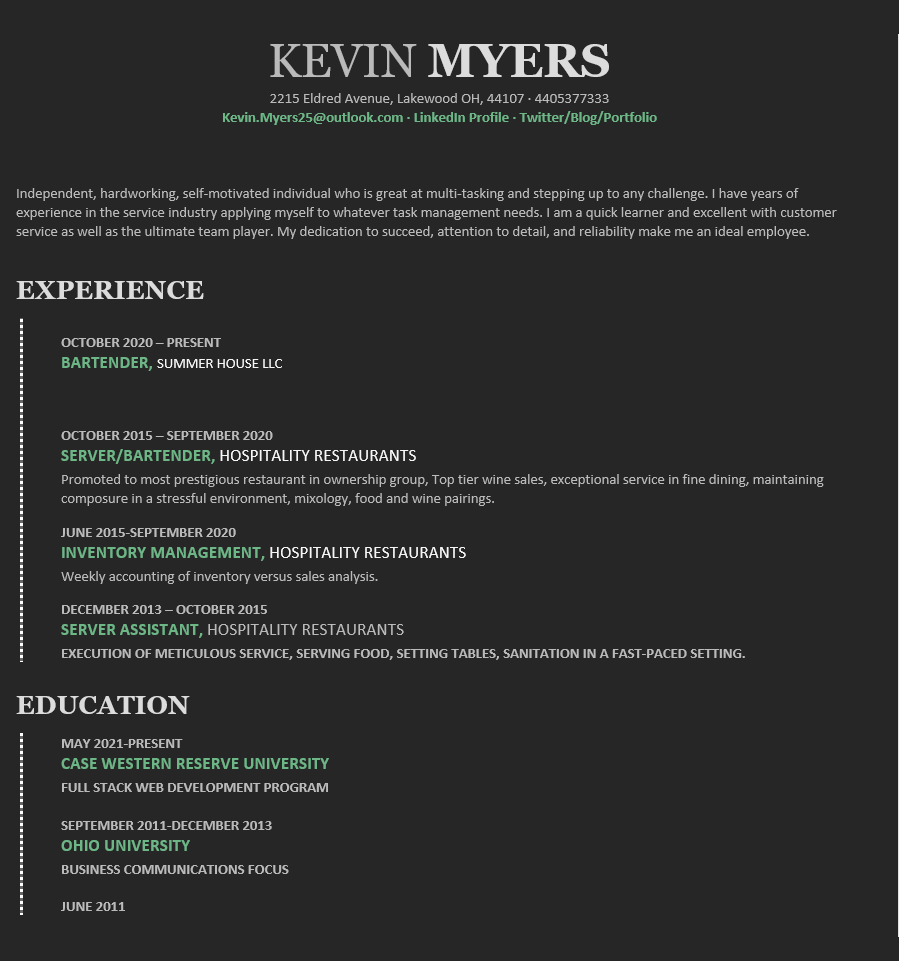 KEVIN MYERS
2215 Eldred Avenue, Lakewood OH, 44107 · 4405377333
Kevin.Myers25@outlook.com · LinkedIn Profile · Twitter/Blog/Portfolio
Independent, hardworking, self-motivated individual who is great at multi-tasking and stepping up to any challenge. I have years of
experience in the service industry applying myself to whatever task management needs. I am a quick learner and excellent with customer
service as well as the ultimate team player. My dedication to succeed, attention to detail, and reliability make me an ideal employee.
EXPERIENCE
OCTOBER 2020 – PRESENT
BARTENDER, SUMMER HOUSE LLC
OCTOBER 2015 – SEPTEMBER 2020
SERVER/BARTENDER, HOSPITALITY RESTAURANTS
Promoted to most prestigious restaurant in ownership group, Top tier wine sales, exceptional service in fine dining, maintaining
composure in a stressful environment, mixology, food and wine pairings.
JUNE 2015-SEPTEMBER 2020
INVENTORY MANAGEMENT, HOSPITALITY RESTAURANTS
Weekly accounting of inventory versus sales analysis.
DECEMBER 2013 – OCTOBER 2015
SERVER ASSISTANT, HOSPITALITY RESTAURANTS
EXECUTION OF METICULOUS SERVICE, SERVING FOOD, SETTING TABLES, SANITATION IN A FAST-PACED SETTING.
EDUCATION
MAY 2021-PRESENT
CASE WESTERN RESERVE UNIVERSITY
FULL STACK WEB DEVELOPMENT PROGRAM
SEPTEMBER 2011-DECEMBER 2013
OHIO UNIVERSITY
BUSINESS COMMUNICATIONS FOCUS
JUNE 2011